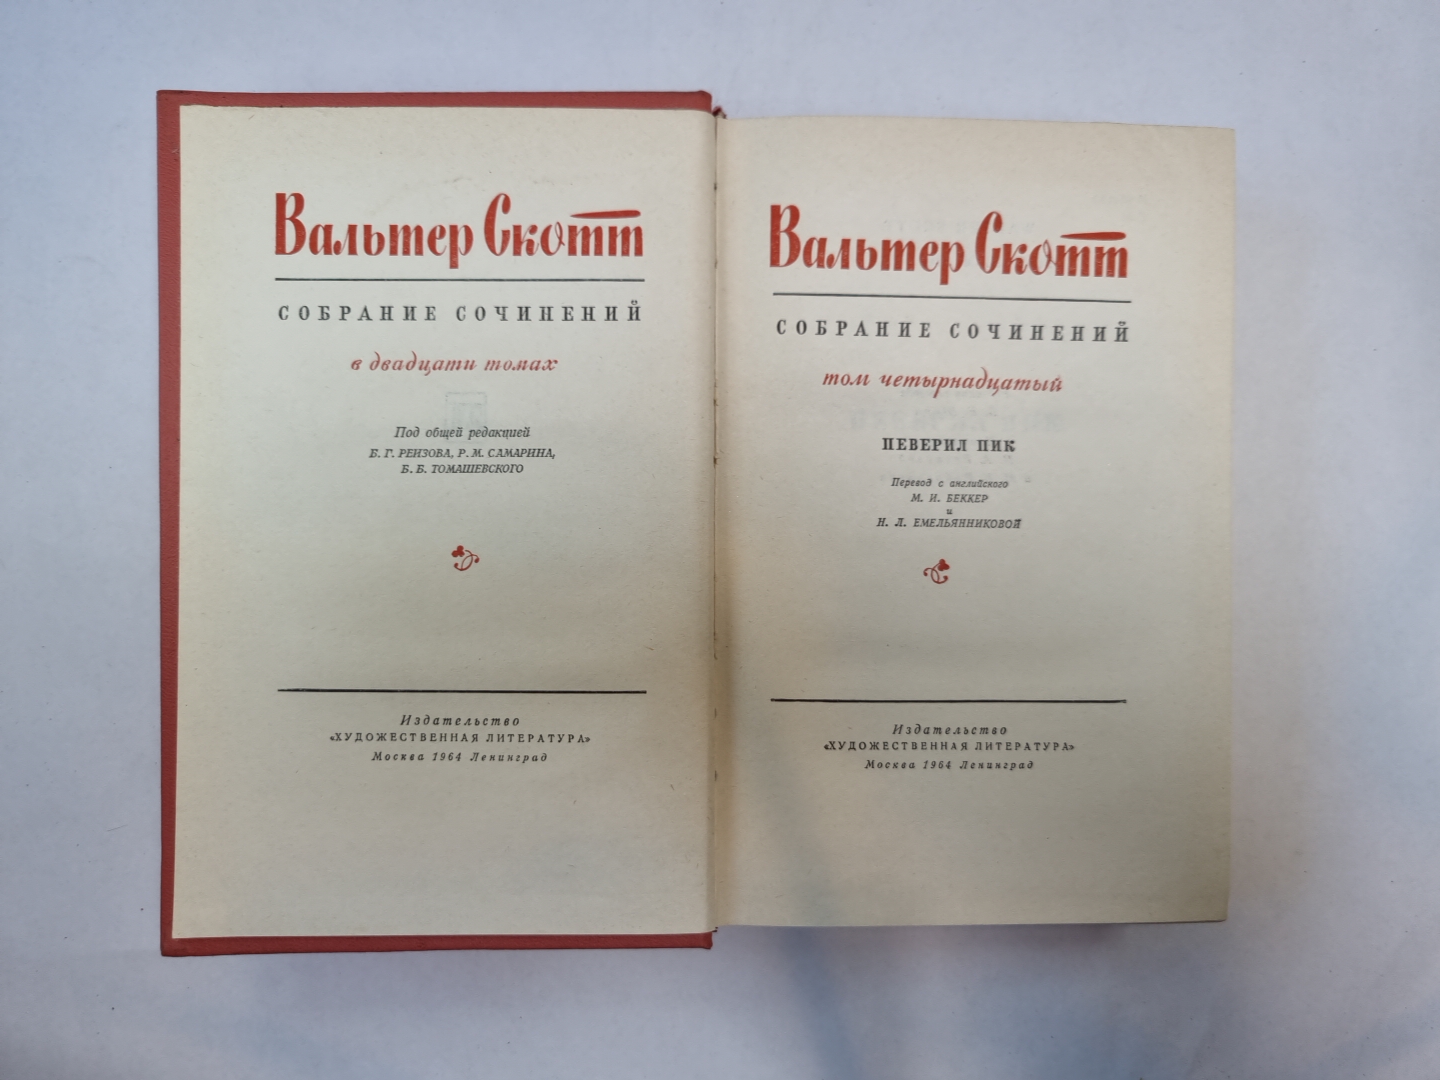 Вальтер Скотт
СОБРАНИЕ СОЧИНЕНИЙ
в двадцати томах
Под общей редакцией
Б. Г. РЕИЗОВА, Р. М. САМАРИНА,
Б. В. ТОМАШЕВСКОГО
Издательство
«ХУДОЖЕСТВЕННАЯ ЛИТЕРАТУРА»
Москва 1964 Ленинград
Вальтер Скотт
СОБРАНИЕ СОЧИНЕНИЙ
том четырнадцатый
ПЕВЕРИЛ ПИК
Перевод с английского
М. И. БЕККЕР
и
Н. Л. ЕМЕЛЬЯННИКОВОЙ
Издательство
«ХУДОЖЕСТВЕННАЯ ЛИТЕРАТУРА»
Москва 1964 Ленинград